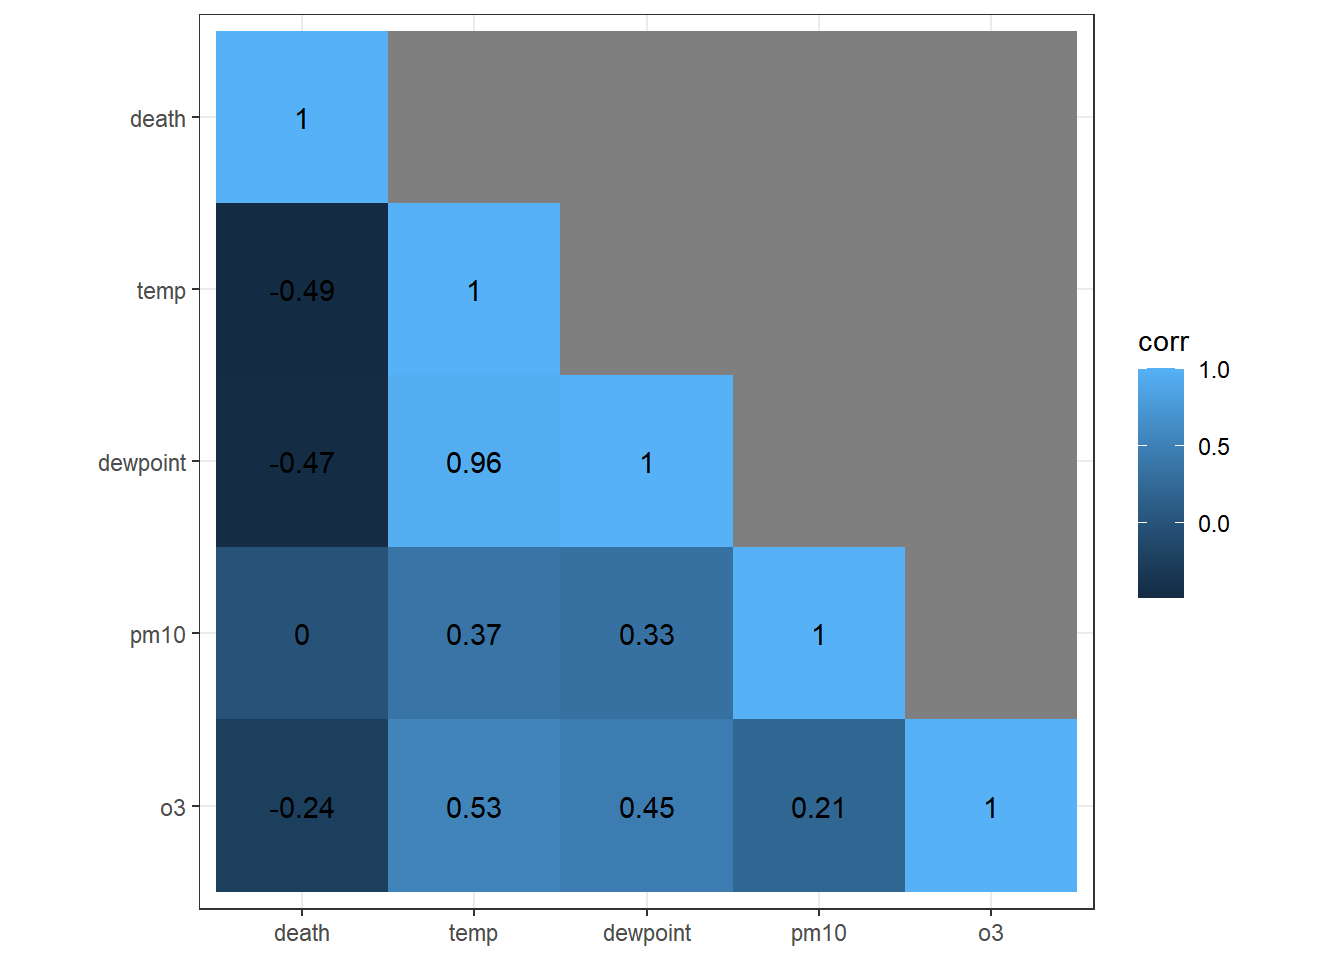 death
1
temp
-0.49 1
dewpoint
-0.47 0.96 1
pm10
0 0.37 0.33 1
o3
-0.24 0.53 0.45 0.21 1
death temp dewpoint pm10 o3
corr
1.0
0.5
0.0